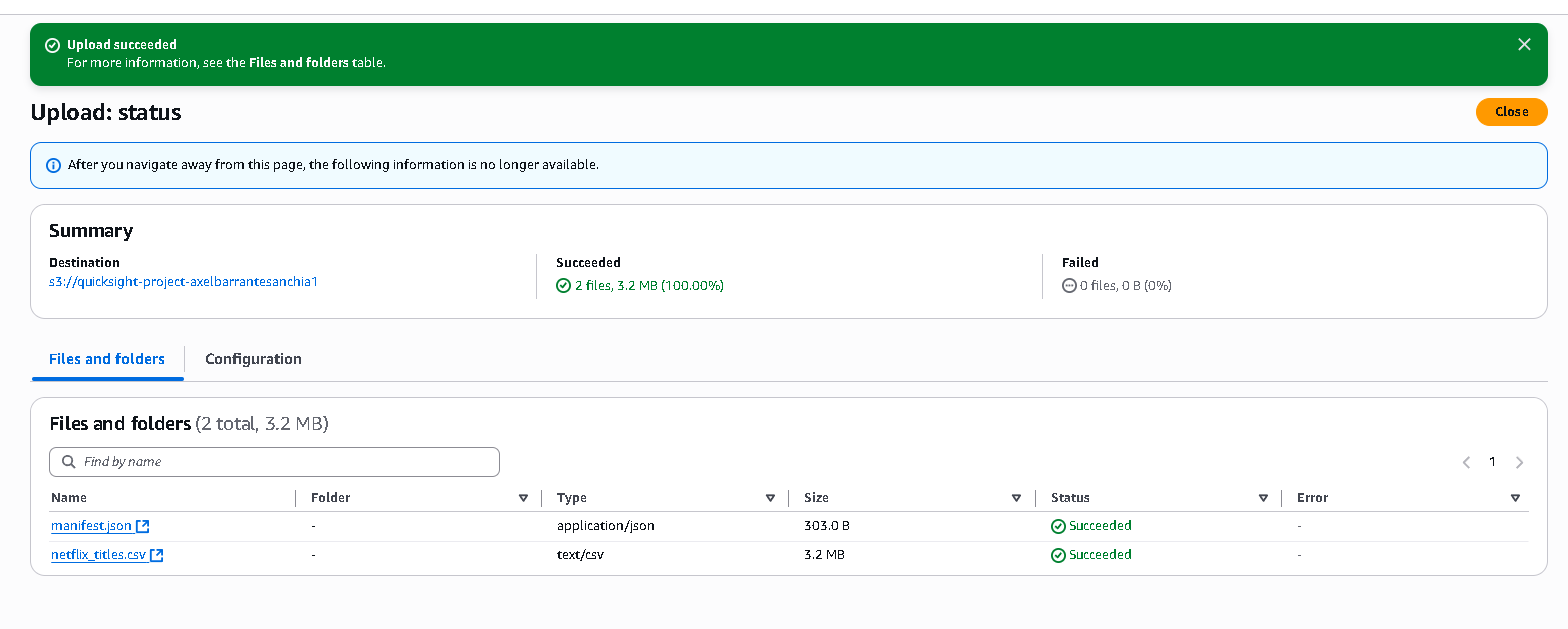 Upload succeeded
For more information, see the Files and folders table.
Upload: status
Close
After you navigate away from this page, the following information is no longer available.
Summary
Destination
s3://quicksight-project-axelbarrantesanchia1
Succeeded
2 files, 3.2 MB (100.00%)
Failed
0 files, 0 B (0%)
Files and folders
Configuration
Files and folders (2 total, 3.2 MB)
Find by name
1
Name Folder Type Size Status Error
manifest.json - application/json 303.0 B Succeeded -
netflix_titles.csv - text/csv 3.2 MB Succeeded -